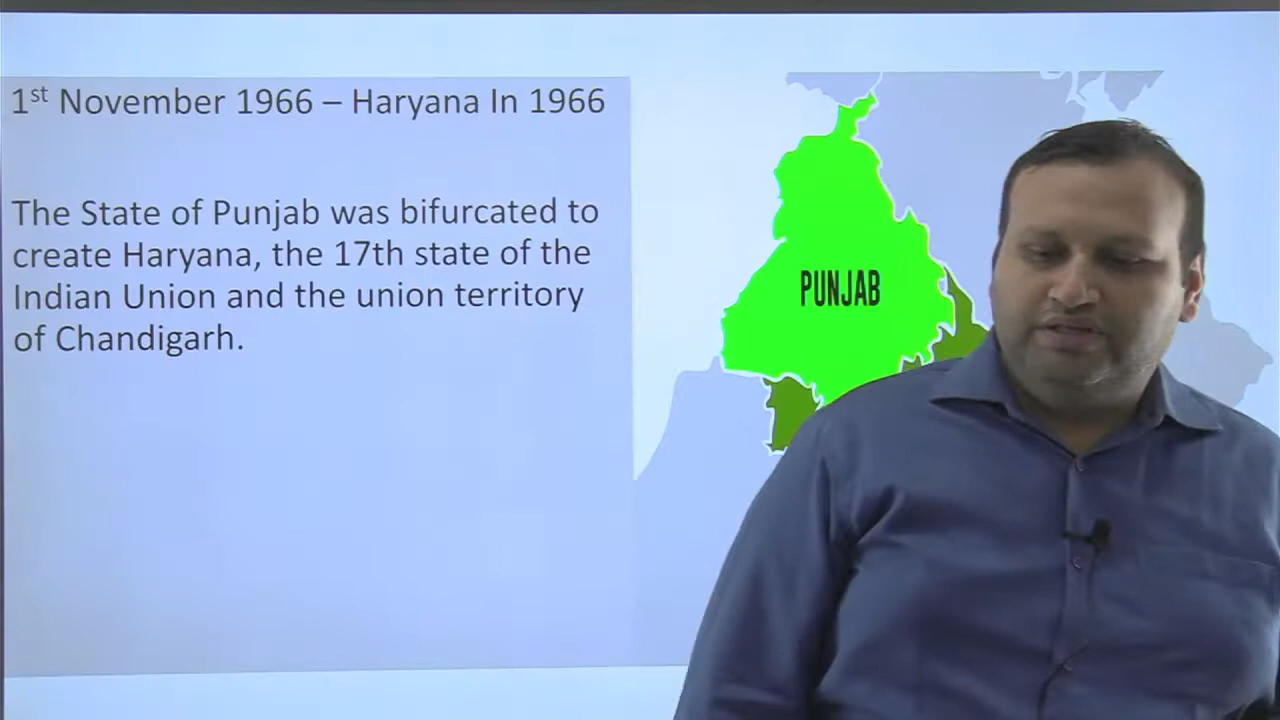 1st November 1966 – Haryana In 1966
The State of Punjab was bifurcated to
create Haryana, the 17th state of the
Indian Union and the union territory
of Chandigarh.
PUNJAB